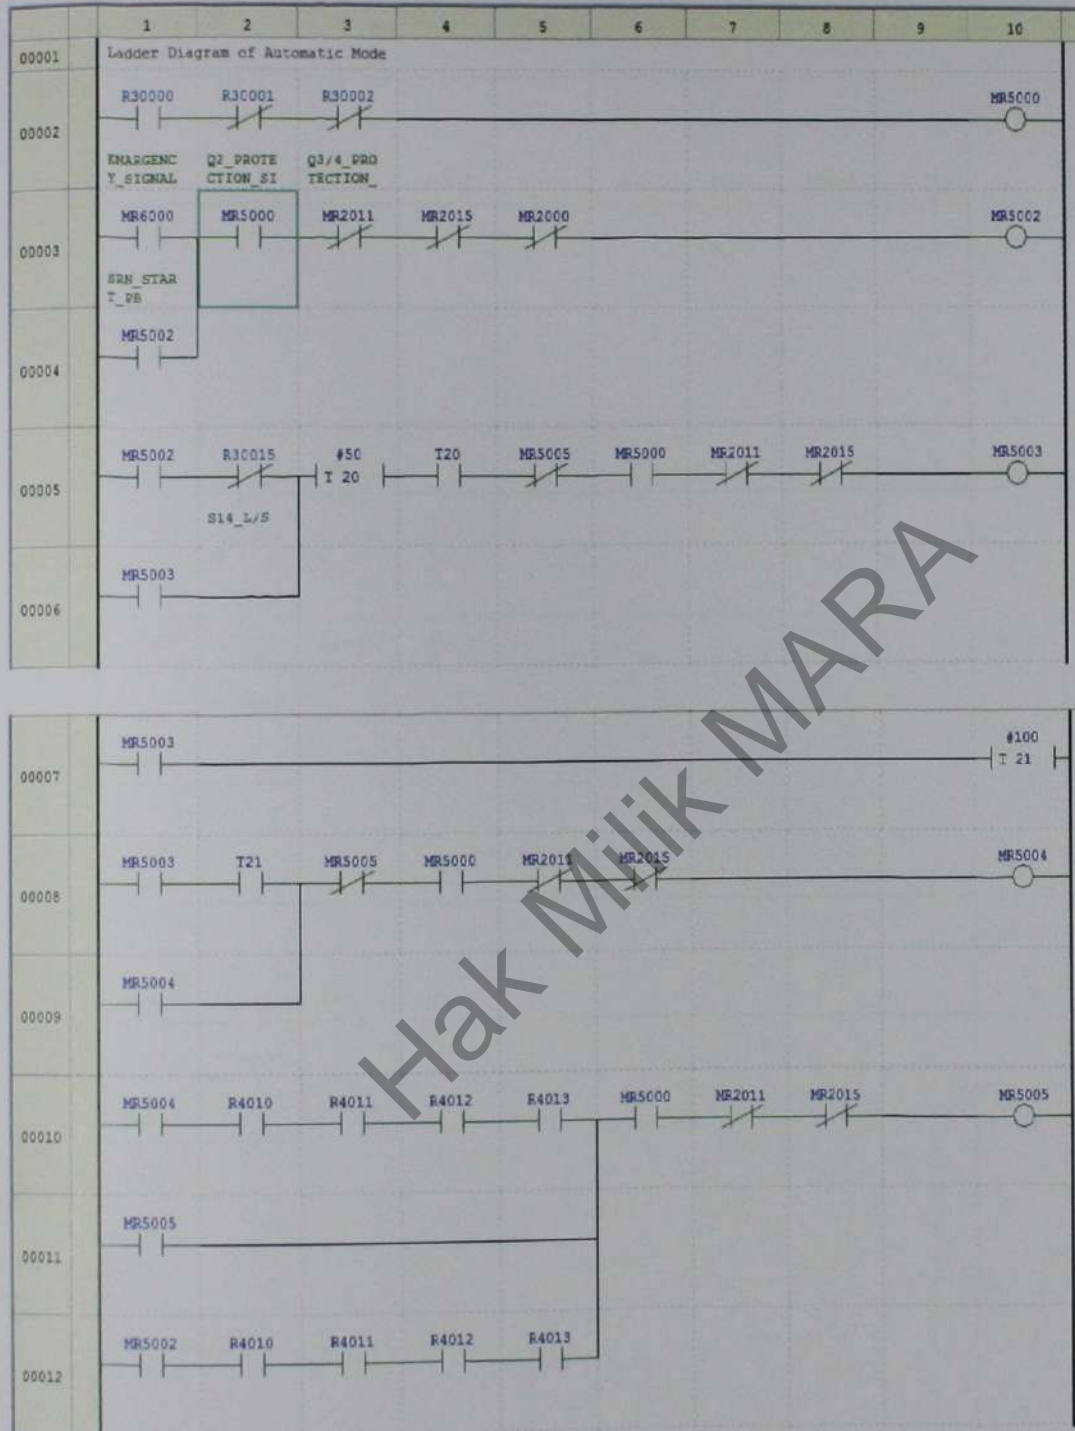 1 2 3 4 5 6 7 8 9 10
00001 Ladder Diagram of Automatic Mode
R30000 R30001 R30002 MR5000
00002
EMARGENC Q2_PROTE Q3/4_PRO
Y_SIGNAL CTION_SI TECTION_
MR6000 MR5000 MR2011 MR2015 MR2000 MR5002
00003
SRN_STAR
T_PB
MR5002
00004
MR5002 R30015 #50 T20 MR5005 MR5000 MR2011 MR2015 MR5003
00005 T 20
S14_L/S
MR5003
00006
MR5003 #100
00007 T 21
MR5003 T21 MR5005 MR5000 MR2011 MR2015 MR5004
00008
MR5004
00009
MR5004 R4010 R4011 R4012 R4013 MR5000 MR2011 MR2015 MR5005
00010
MR5005
00011
MR5002 R4010 R4011 R4012 R4013
00012
Hak Milik MARA